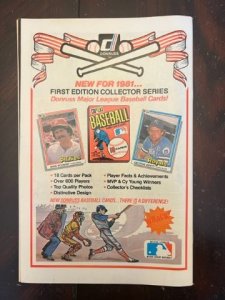 DONRUSS
NEW FOR 1981...
FIRST EDITION COLLECTOR SERIES
Donruss Major League Baseball Cards!
BASEBALL
• 18 Cards per Pack
• Over 600 Players
• Top Quality Photos
• Distinctive Design
• Player Facts & Achievements
• MVP & Cy Young Winners
• Collector's Checklists
NEW DONRUSS BASEBALL CARDS... THERE IS A DIFFERENCE!